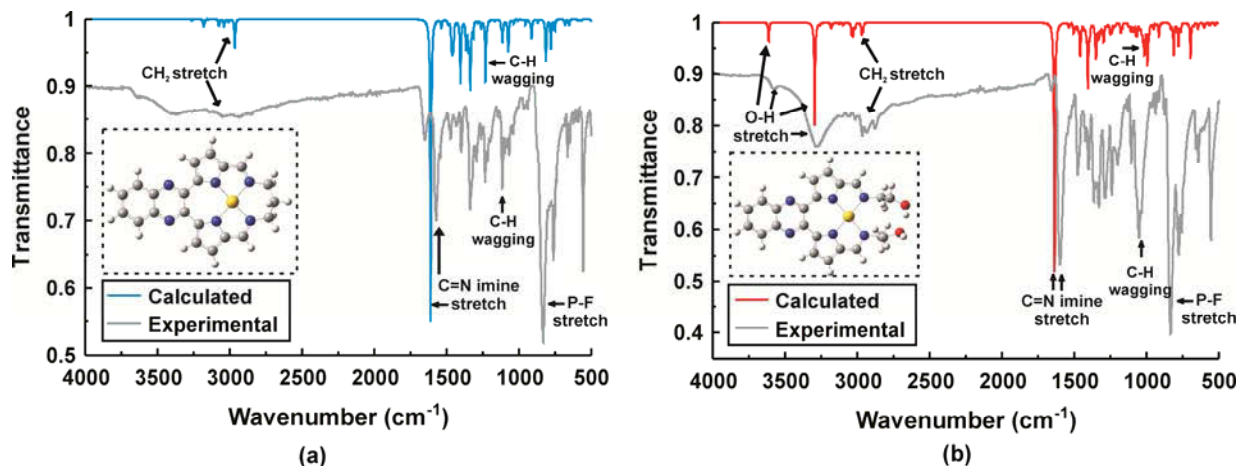 1
0.9
0.8
0.7
0.6
0.5
Transmittance
CH2 stretch
C-H
wagging
C-H
wagging
C=N imine
stretch
P-F
stretch
Calculated
Experimental
4000 3500 3000 2500 2000 1500 1000 500
Wavenumber (cm-1)
(a)
1
0.9
0.8
0.7
0.6
0.5
0.4
Transmittance
O-H
stretch
CH2 stretch
C-H
wagging
C-H
wagging
C=N imine
stretch
P-F
stretch
Calculated
Experimental
4000 3500 3000 2500 2000 1500 1000 500
Wavenumber (cm-1)
(b)